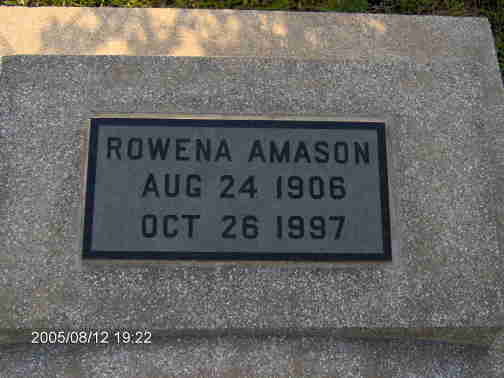 ROWENA AMASON
AUG 24 1906
OCT 26 1997
2005/08/12 19:22